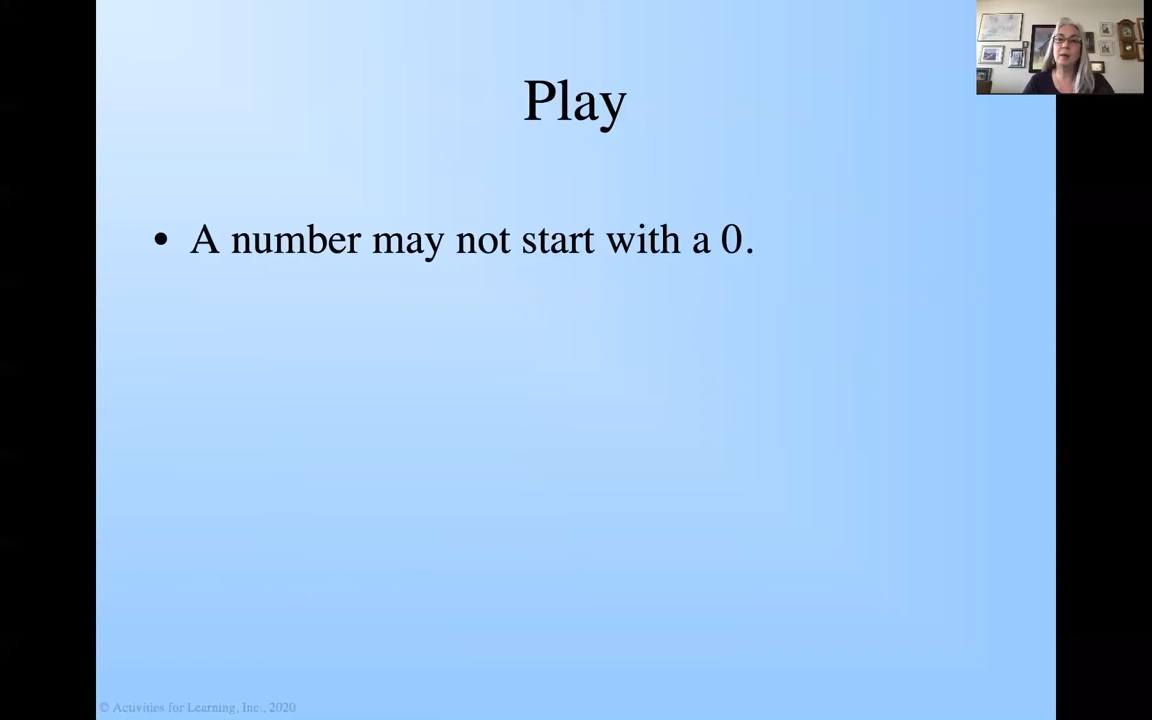 Play
• A number may not start with a 0.
© Activities for Learning, Inc., 2020